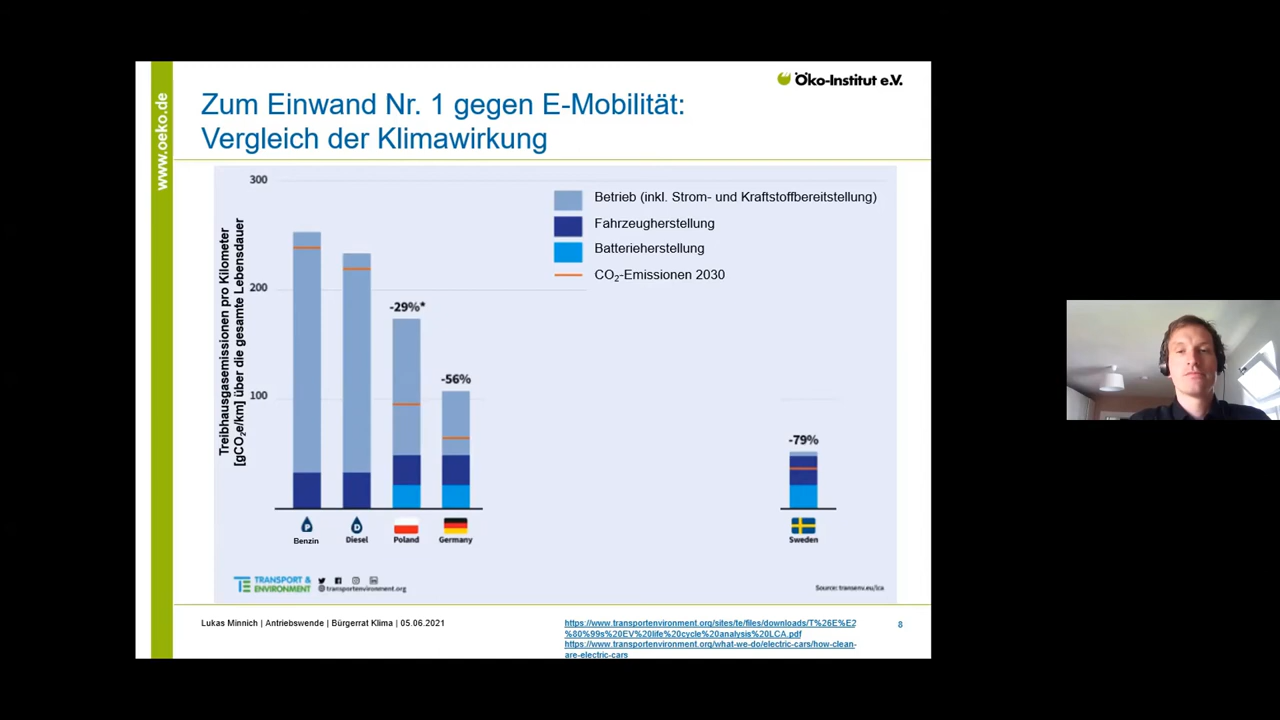 www.oeko.de
Öko-Institut e.V.
Zum Einwand Nr. 1 gegen E-Mobilität:
Vergleich der Klimawirkung
Treibhausgasemissionen pro Kilometer
[gCO₂e/km] über die gesamte Lebensdauer
300
200
100
Betrieb (inkl. Strom- und Kraftstoffbereitstellung)
Fahrzeugherstellung
Batterieherstellung
CO₂-Emissionen 2030
-29%*
-56%
-79%
P
D
Benzin
Diesel
Poland
Germany
Sweden
TE TRANSPORT &
ENVIRONMENT
@transportenvironment.org
Source: transenv.eu/lca
Lukas Minnich | Antriebswende | Bürgerrat Klima | 05.06.2021
https://www.transportenvironment.org/sites/te/files/downloads/T%26E%E2
%80%99s%20EV%20life%20cycle%20analysis%20LCA.pdf
https://www.transportenvironment.org/what-we-do/electric-cars/how-clean-
are-electric-cars
8